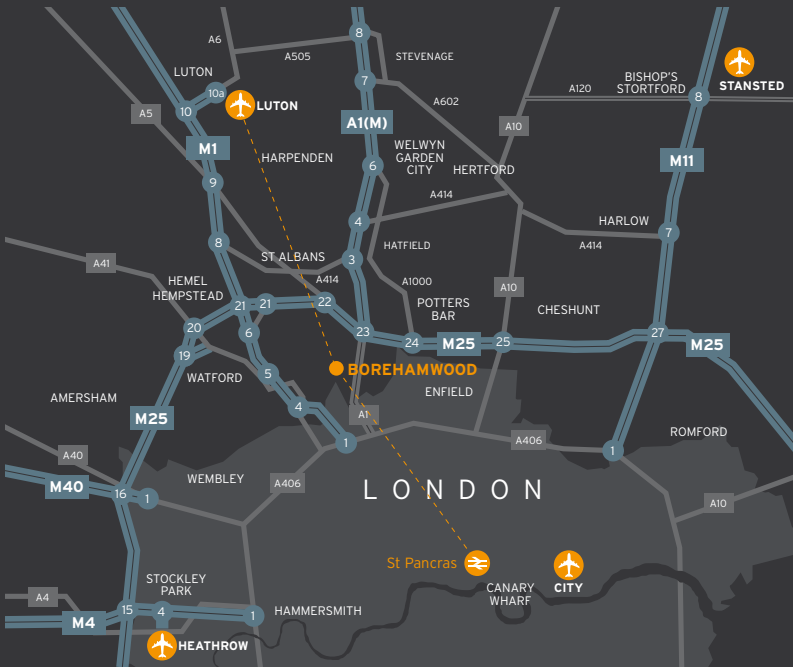 8
A6
A505
STEVENAGE
LUTON
7
BISHOP'S
STORTFORD
STANSTED
10a
A120
8
LUTON
A602
10
A5
A1(M)
A10
M1
WELWYN
GARDEN
CITY
HARPENDEN
HERTFORD
M11
6
9
A414
4
HARLOW
7
8
A414
HATFIELD
ST ALBANS
3
A41
A414
A1000
HEMEL
HEMPSTEAD
A10
POTTERS
BAR
CHESHUNT
21
21
22
20
6
23
27
24
M25
25
M25
19
BOREHAMWOOD
WATFORD
5
ENFIELD
AMERSHAM
4
M25
A1
ROMFORD
1
A406
1
A40
WEMBLEY
A406
M40
LONDON
16
1
A10
St Pancras
STOCKLEY
PARK
CITY
CANARY
WHARF
A4
15
4
1
HAMMERSMITH
M4
HEATHROW